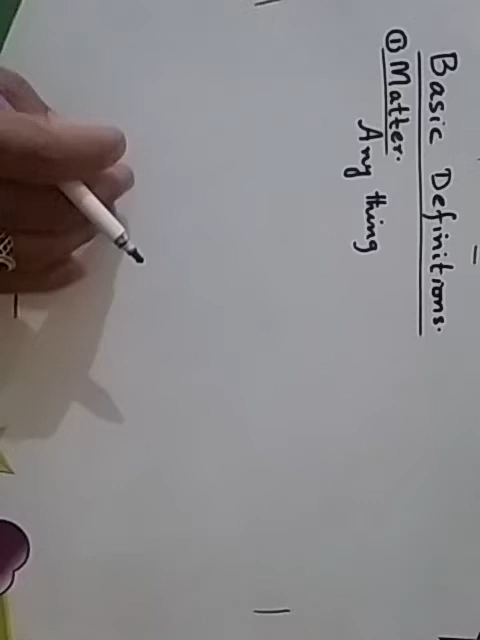 Basic Definitions.
① Matter.
Any thing